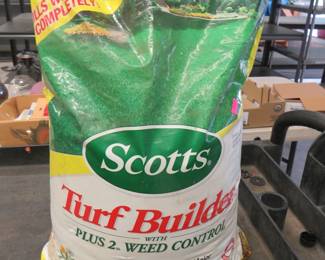 COMPLETELY
Scotts
Turf Builder
WITH
PLUS 2 WEED CONTROL